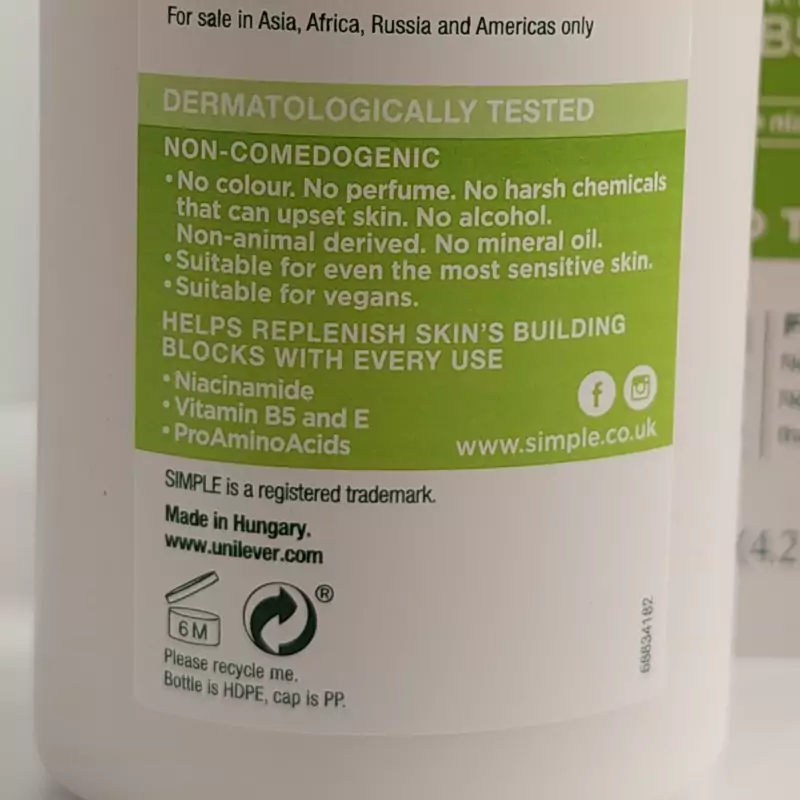 For sale in Asia, Africa, Russia and Americas only
DERMATOLOGICALLY TESTED
NON-COMEDOGENIC
•No colour. No perfume. No harsh chemicals
that can upset skin. No alcohol.
Non-animal derived. No mineral oil.
•Suitable for even the most sensitive skin.
•Suitable for vegans.
HELPS REPLENISH SKIN'S BUILDING
BLOCKS WITH EVERY USE
•Niacinamide
•Vitamin B5 and E
•ProAminoAcids
www.simple.co.uk
SIMPLE is a registered trademark.
Made in Hungary.
www.unilever.com
6M
®
Please recycle me.
Bottle is HDPE, cap is PP.
68834182
B5
(4.2